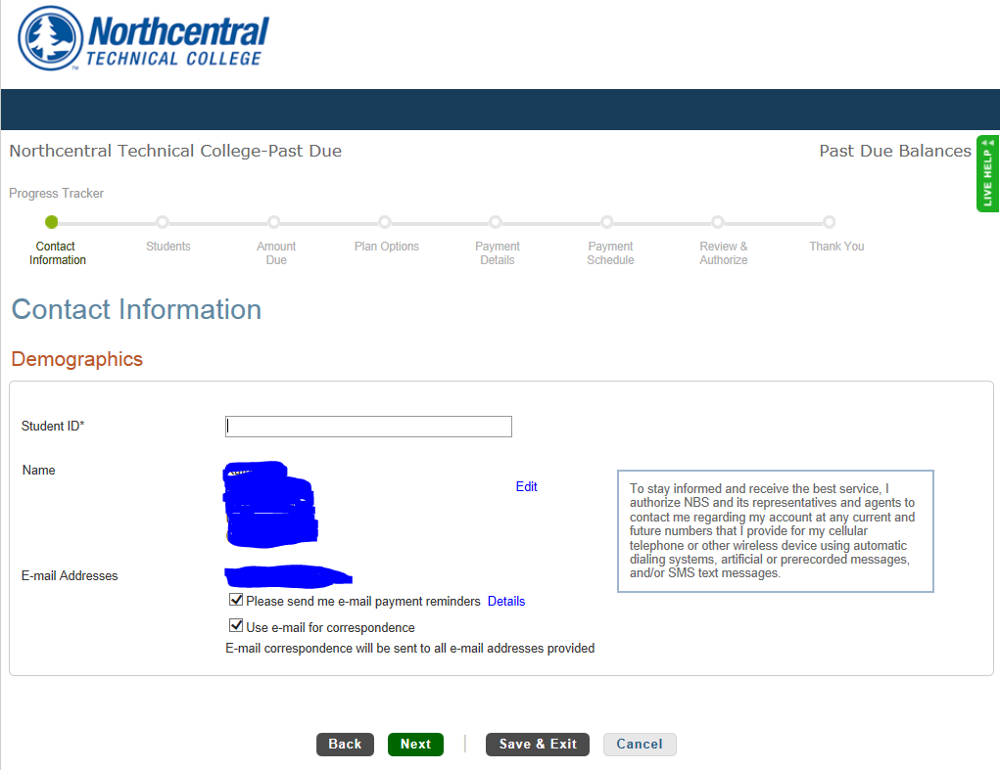 Northcentral
TECHNICAL COLLEGE
TM
Northcentral Technical College-Past Due
Past Due Balances
LIVE HELP
Progress Tracker
Contact
Information
Students
Amount
Due
Plan Options
Payment
Details
Payment
Schedule
Review &
Authorize
Thank You
Contact Information
Demographics
Student ID*
Name
Edit
To stay informed and receive the best service, I
authorize NBS and its representatives and agents to
contact me regarding my account at any current and
future numbers that I provide for my cellular
telephone or other wireless device using automatic
dialing systems, artificial or prerecorded messages,
and/or SMS text messages.
E-mail Addresses
Please send me e-mail payment reminders Details
Use e-mail for correspondence
E-mail correspondence will be sent to all e-mail addresses provided
Back
Next
Save & Exit
Cancel